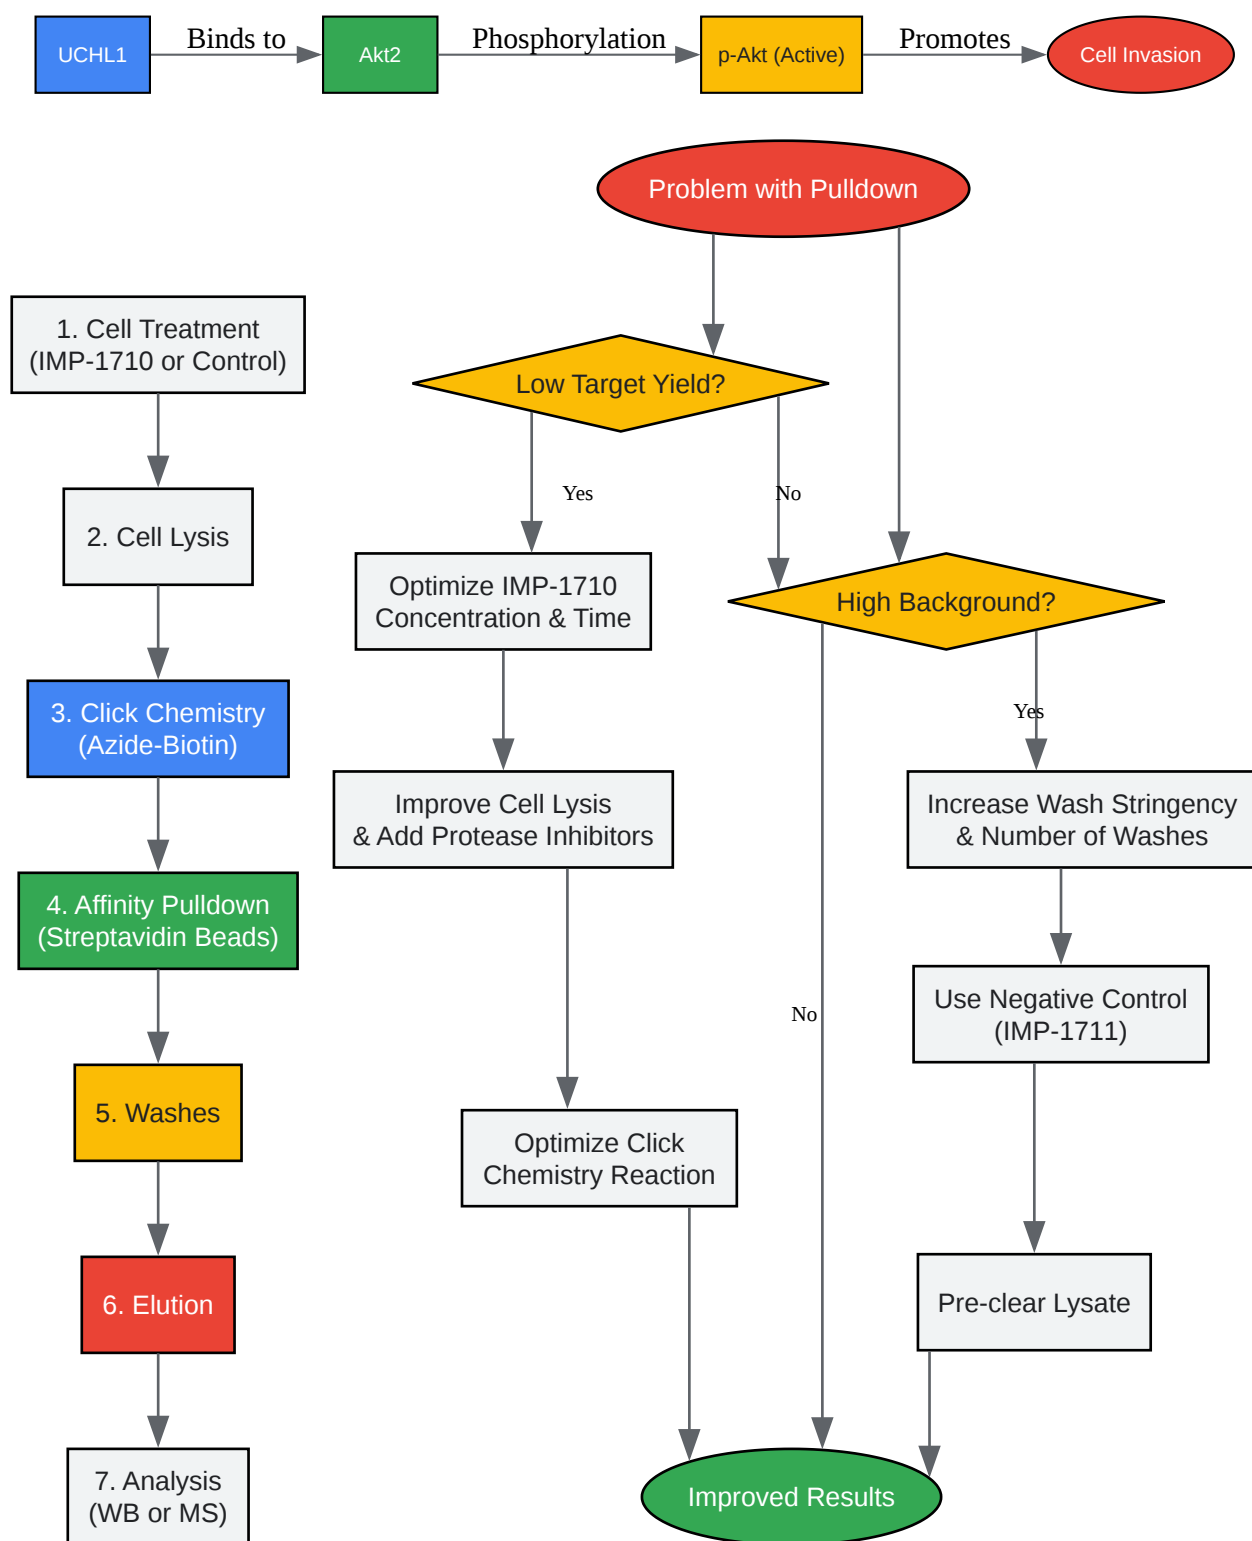 UCHL1
Binds to
Akt2
Phosphorylation
p-Akt (Active)
Promotes
Cell Invasion
Problem with Pulldown
1. Cell Treatment
(IMP-1710 or Control)
2. Cell Lysis
3. Click Chemistry
(Azide-Biotin)
4. Affinity Pulldown
(Streptavidin Beads)
5. Washes
6. Elution
7. Analysis
(WB or MS)
Low Target Yield?
Yes
No
Optimize IMP-1710
Concentration & Time
High Background?
Improve Cell Lysis
& Add Protease Inhibitors
Yes
Increase Wash Stringency
& Number of Washes
No
Use Negative Control
(IMP-1711)
Optimize Click
Chemistry Reaction
Pre-clear Lysate
Improved Results